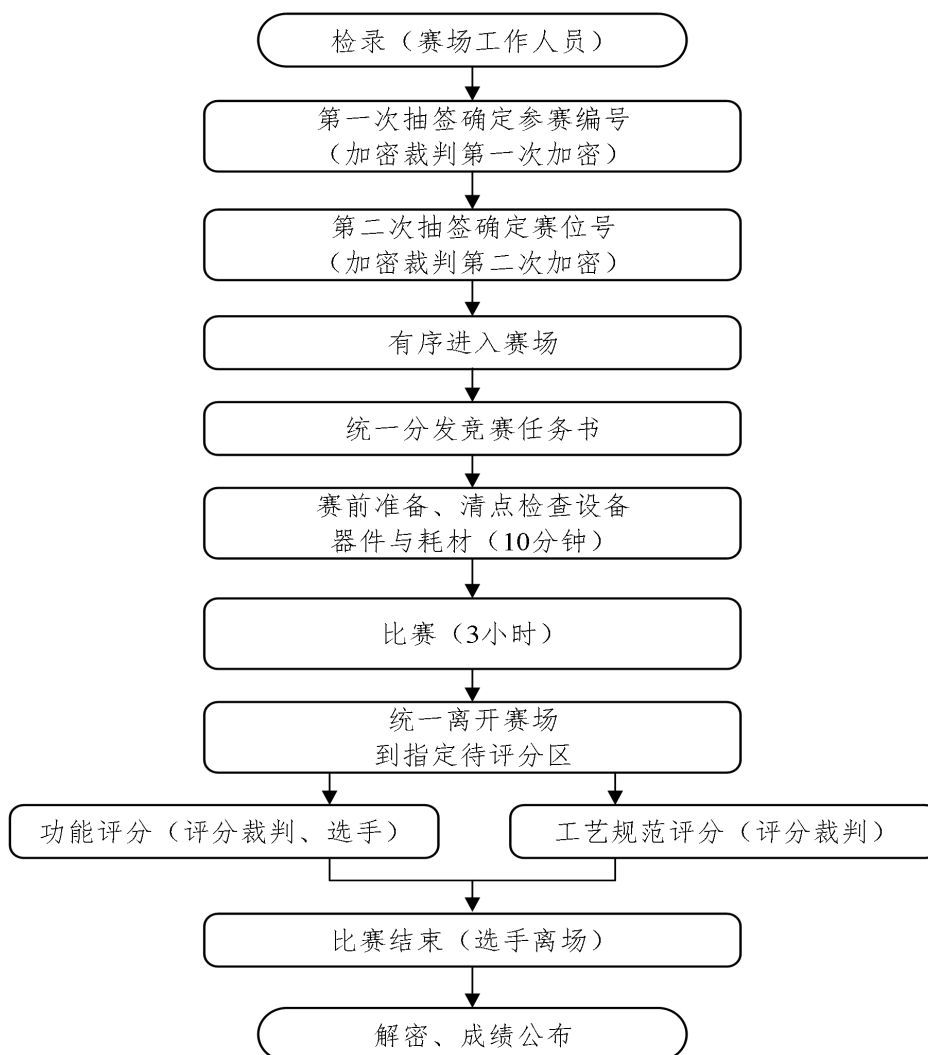 检录（赛场工作人员）
第一次抽签确定参赛编号
（加密裁判第一次加密）
第二次抽签确定赛位号
（加密裁判第二次加密）
有序进入赛场
统一分发竞赛任务书
赛前准备、清点检查设备
器件与耗材（10分钟）
比赛（3小时）
统一离开赛场
到指定待评分区
功能评分（评分裁判、选手）
工艺规范评分（评分裁判）
比赛结束（选手离场）
解密、成绩公布